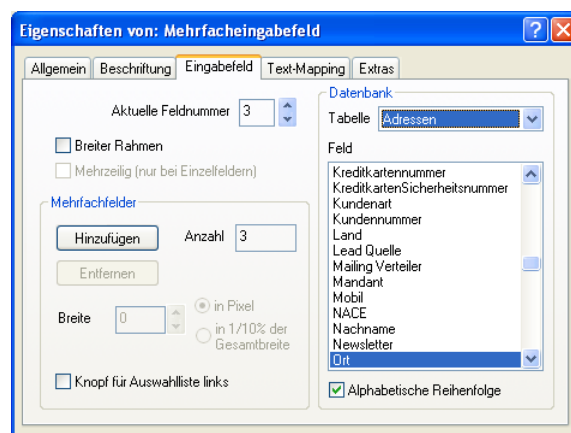 Eigenschaften von: Mehrfacheingabefeld
Allgemein Beschriftung Eingabefeld Text-Mapping Extras
Aktuelle Feldnummer 3
Breiter Rahmen
Mehrzeilig (nur bei Einzelfeldern)
Mehrfachfelder
Hinzufügen Anzahl 3
Entfernen
Breite 0 in Pixel
in 1/10% der
Gesamtbreite
Knopf für Auswahlliste links
Datenbank
Tabelle Adressen
Feld
Kreditkartennummer
KreditkartenSicherheitsnummer
Kundenart
Kundennummer
Land
Lead Quelle
Mailing Verteiler
Mandant
Mobil
NACE
Nachname
Newsletter
Ort
Alphabetische Reihenfolge